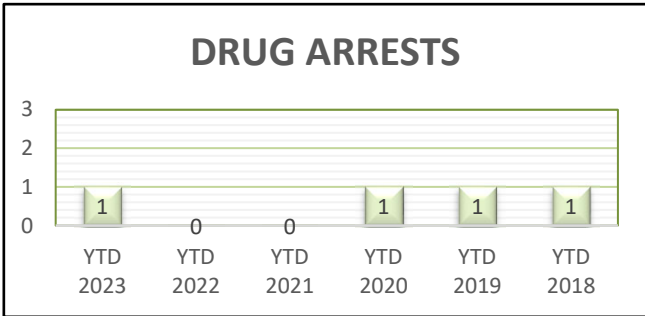 DRUG ARRESTS
3
2
1
0
1 0 0 1 1 1
YTD YTD YTD YTD YTD YTD
2023 2022 2021 2020 2019 2018